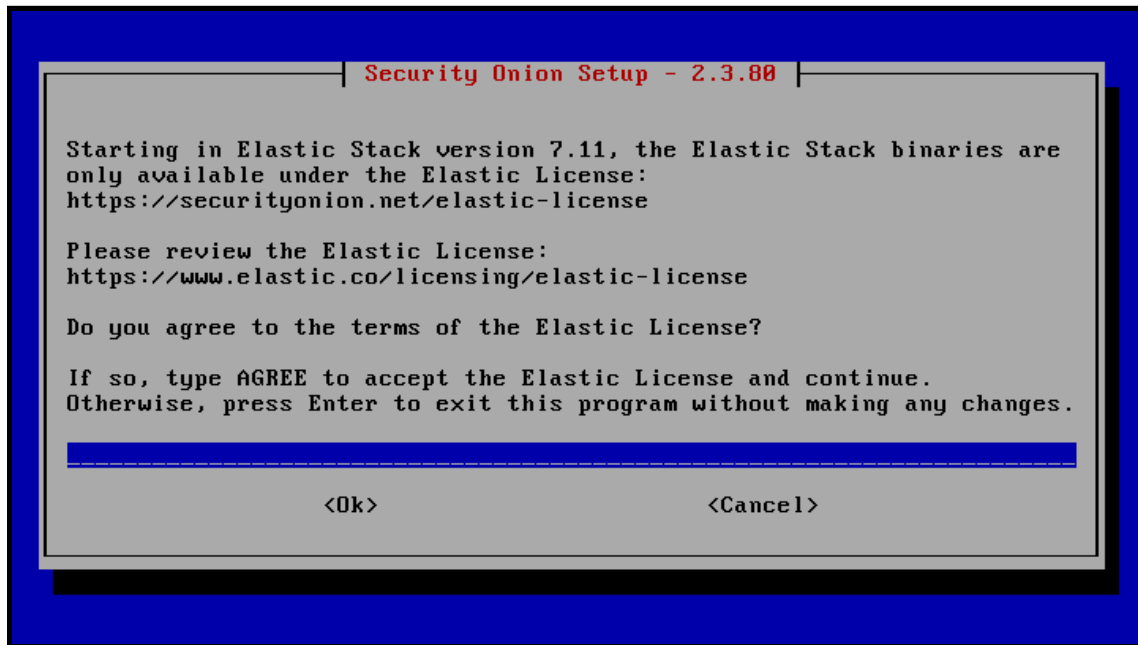 Security Onion Setup - 2.3.80
Starting in Elastic Stack version 7.11, the Elastic Stack binaries are
only available under the Elastic License:
https://securityonion.net/elastic-license
Please review the Elastic License:
https://www.elastic.co/licensing/elastic-license
Do you agree to the terms of the Elastic License?
If so, type AGREE to accept the Elastic License and continue.
Otherwise, press Enter to exit this program without making any changes.
<Ok> <Cancel>